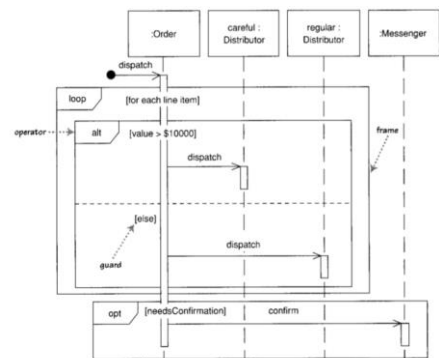 :Order
careful :
Distributor
regular :
Distributor
:Messenger
dispatch
loop
[for each line item]
operator
alt
[value > $10000]
frame
dispatch
[else]
guard
dispatch
opt
[needsConfirmation]
confirm